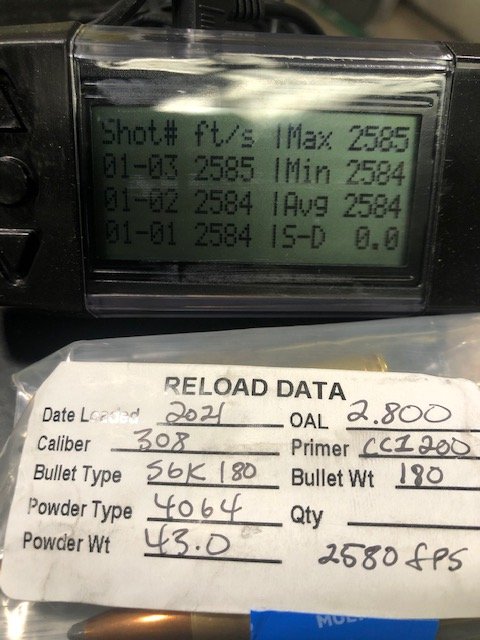 Shot# ft/s |Max 2585
01-03 2585 |Min 2584
01-02 2584 |Avg 2584
01-01 2584 |S-D 0.0
RELOAD DATA
Date Loaded 2021 OAL 2.800
Caliber 308 Primer CCI 200
Bullet Type SGK 180 Bullet Wt 180
Powder Type 4064 Qty
Powder Wt 43.0 2580 fps